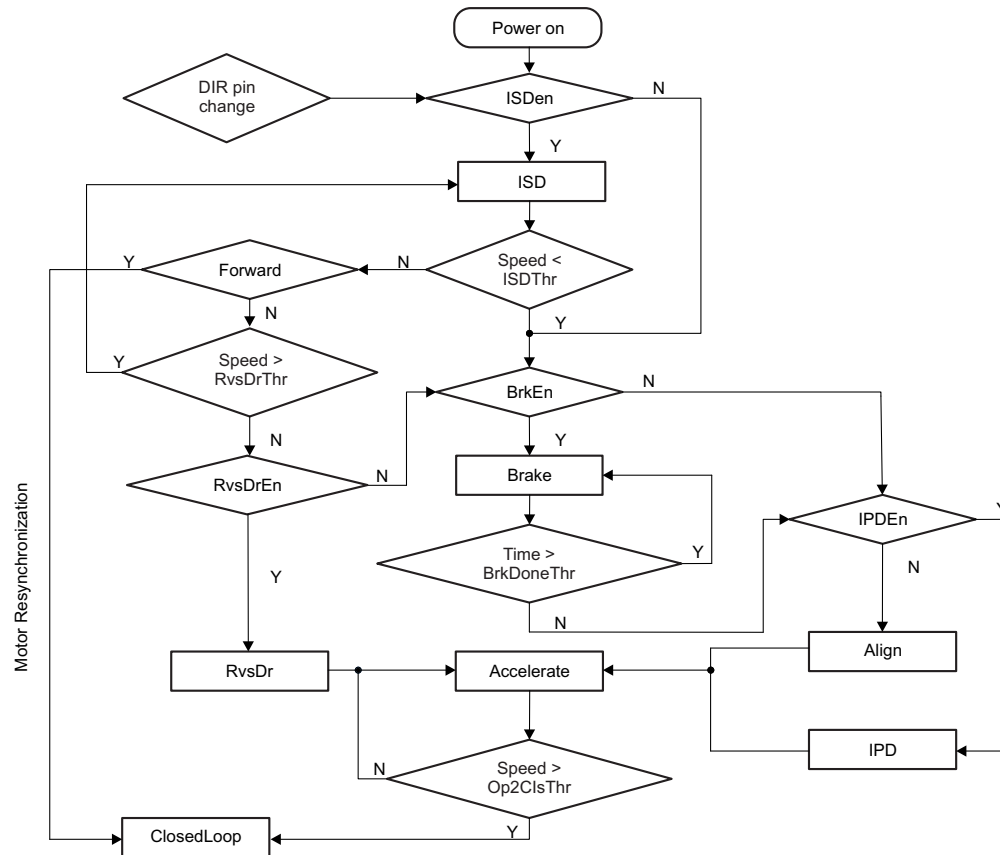 Power on
DIR pin
change
ISDen
N
Y
ISD
Y
Forward
N
Speed <
ISDThr
N
Y
Y
Speed >
RvsDrThr
N
BrkEn
N
Y
RvsDrEn
N
Brake
IPDEn
Y
Time >
BrkDoneThr
Y
N
Y
N
Motor Resynchronization
Align
RvsDr
Accelerate
IPD
N
Speed >
Op2ClsThr
Y
ClosedLoop